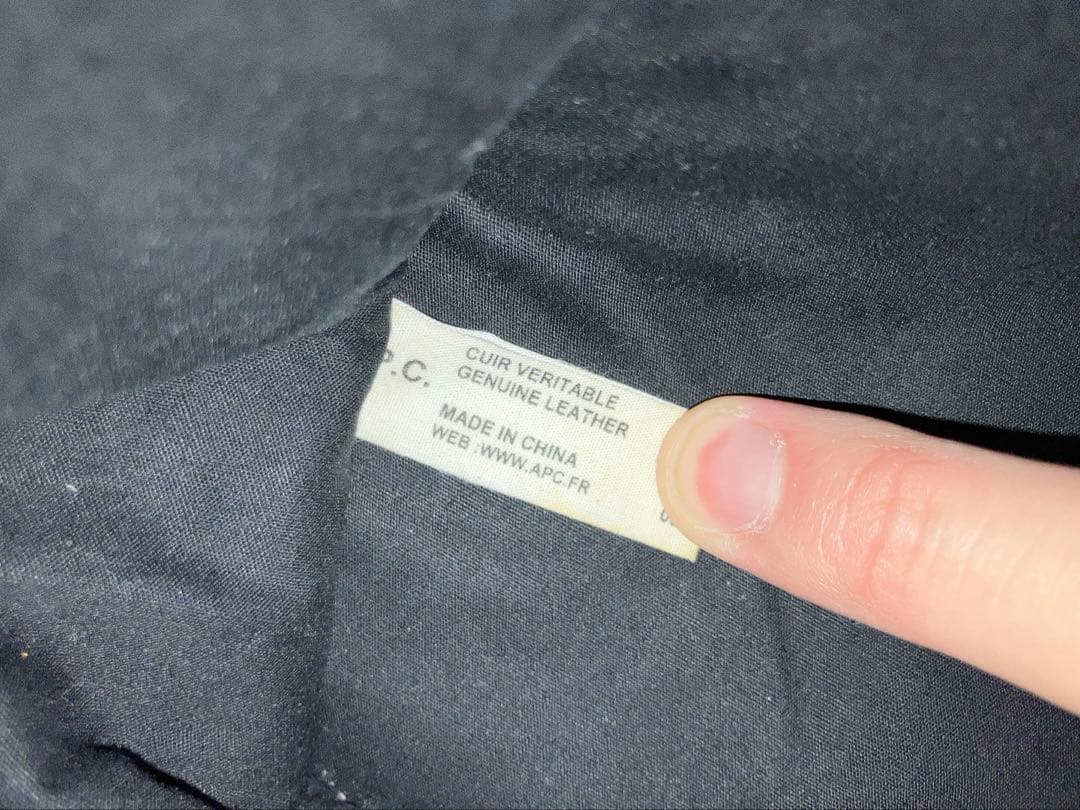 P.C.
CUIR VERITABLE
GENUINE LEATHER
MADE IN CHINA
WEB :WWW.APC.FR